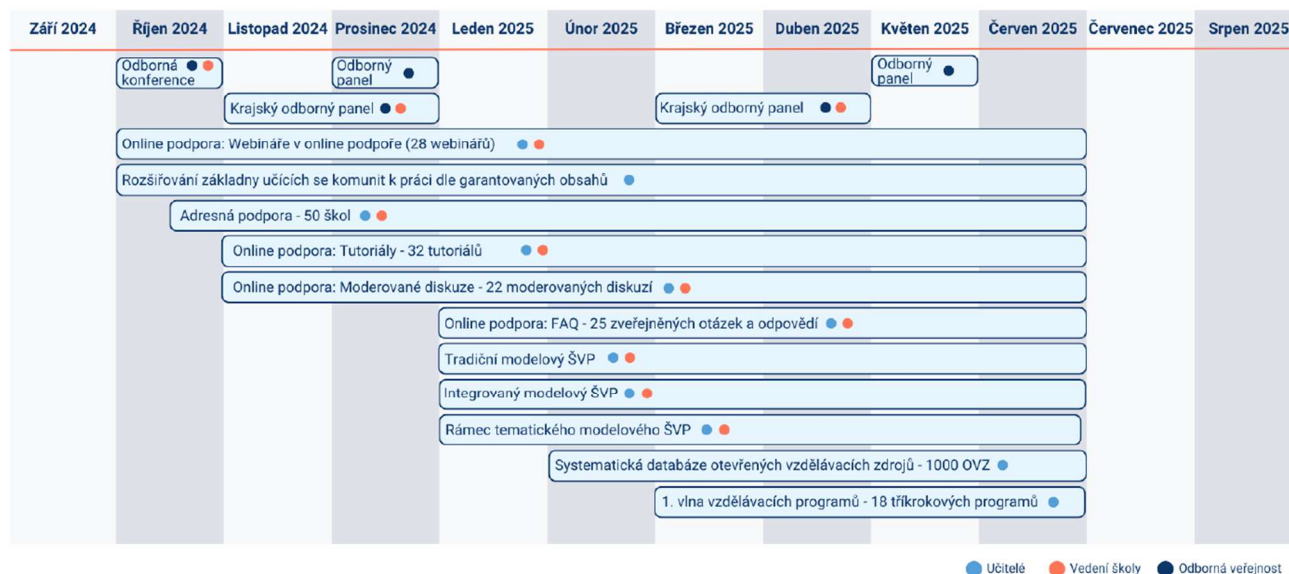 Září 2024 Říjen 2024 Listopad 2024 Prosinec 2024 Leden 2025 Únor 2025 Březen 2025 Duben 2025 Květen 2025 Červen 2025 Červenec 2025 Srpen 2025
Odborná
konference
Odborný
panel
Odborný
panel
Krajský odborný panel
Krajský odborný panel
Online podpora: Webináře v online podpoře (28 webinářů)
Rozšiřování základny učících se komunit k práci dle garantovaných obsahů
Adresná podpora - 50 škol
Online podpora: Tutoriály - 32 tutoriálů
Online podpora: Moderované diskuze - 22 moderovaných diskuzí
Online podpora: FAQ - 25 zveřejněných otázek a odpovědí
Tradiční modelový ŠVP
Integrovaný modelový ŠVP
Rámec tematického modelového ŠVP
Systematická databáze otevřených vzdělávacích zdrojů - 1000 OVZ
1. vlna vzdělávacích programů - 18 tříkrokových programů
Učitelé Vedení školy Odborná veřejnost